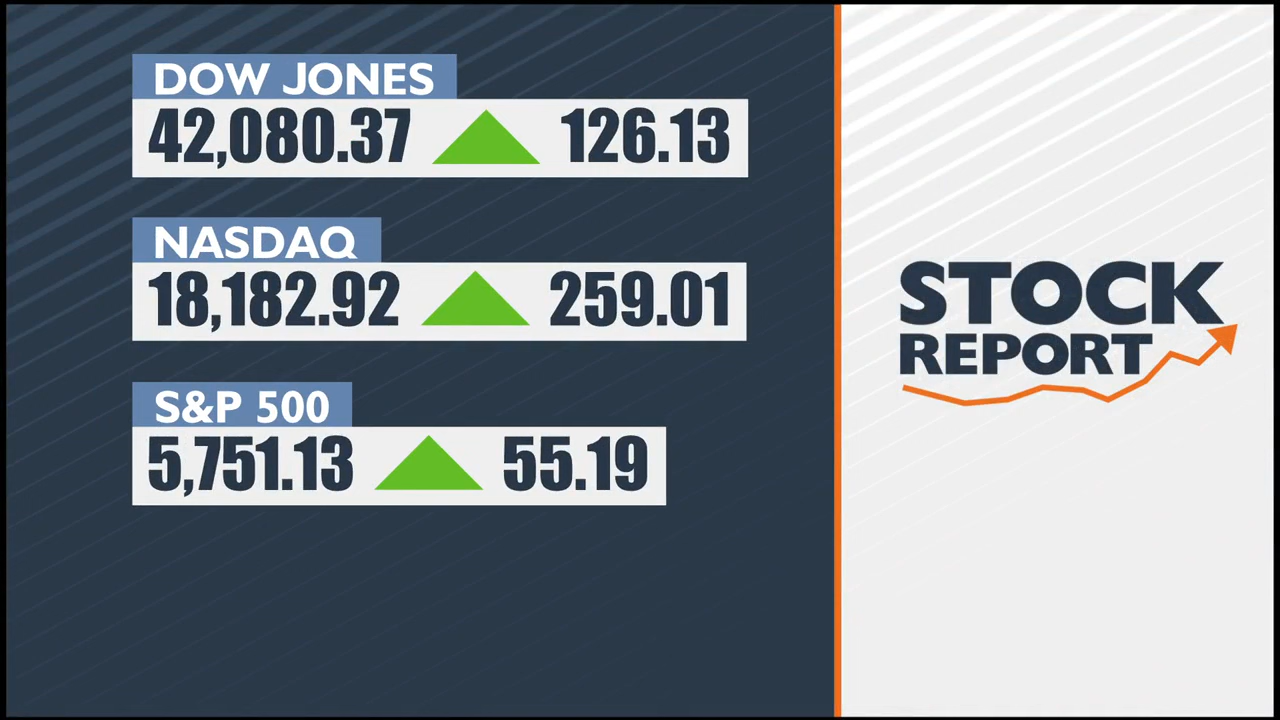 DOW JONES
42,080.37 126.13
NASDAQ
18,182.92 259.01
S&P 500
5,751.13 55.19
STOCK
REPORT